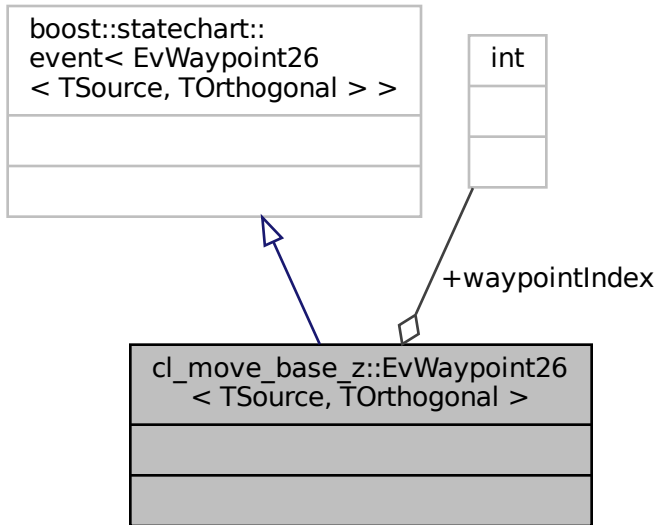 boost::statechart::
event< EvWaypoint26
< TSource, TOrthogonal > >
int
+waypointIndex
cl_move_base_z::EvWaypoint26
< TSource, TOrthogonal >